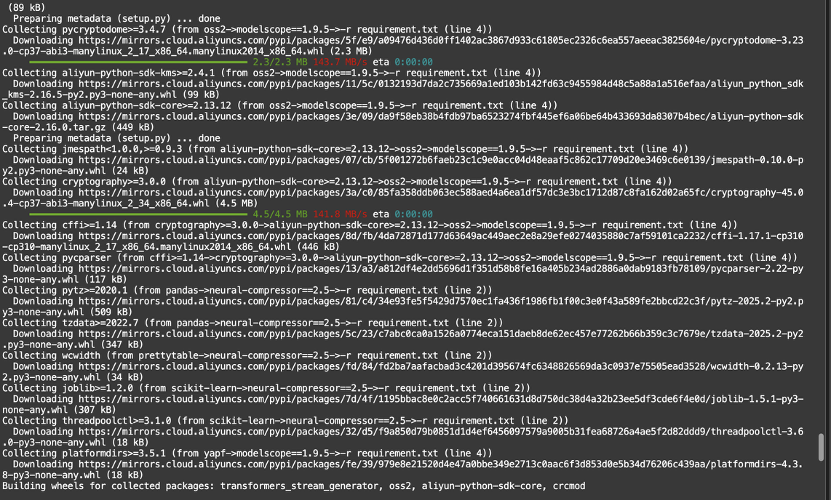 (89 kB)
Preparing metadata (setup.py) ... done
Collecting pycryptodome>=3.4.7 (from oss2->modelscope==1.9.5->-r requirement.txt (line 4))
Downloading https://mirrors.cloud.aliyuncs.com/pypi/packages/5f/e9/a09476d436d0ff1402ac3867d933c61805ec2326c6ea557aeeac3825604e/pycryptodome-3.23
.0-cp37-abi3-manylinux_2_17_x86_64.manylinux2014_x86_64.whl (2.3 MB)
2.3/2.3 MB 143.7 MB/s eta 0:00:00
Collecting aliyun-python-sdk-kms>=2.4.1 (from oss2->modelscope==1.9.5->-r requirement.txt (line 4))
Downloading https://mirrors.cloud.aliyuncs.com/pypi/packages/11/5c/0132193d7da2c735669a1ed103b142fd63c9455984d48c5a88a1a516efaa/aliyun_python_sdk
_kms-2.16.5-py2.py3-none-any.whl (99 kB)
Collecting aliyun-python-sdk-core>=2.13.12 (from oss2->modelscope==1.9.5->-r requirement.txt (line 4))
Downloading https://mirrors.cloud.aliyuncs.com/pypi/packages/3e/09/da9f58eb38b4fdb97ba6523274fbf445ef6a06be64b433693da8307b4bec/aliyun-python-sdk
-core-2.16.0.tar.gz (449 kB)
Preparing metadata (setup.py) ... done
Collecting jmespath<1.0.0,>=0.9.3 (from aliyun-python-sdk-core>=2.13.12->oss2->modelscope==1.9.5->-r requirement.txt (line 4))
Downloading https://mirrors.cloud.aliyuncs.com/pypi/packages/07/cb/5f001272b6faeb23c1c9e0acc04d48eaaf5c862c17709d20e3469c6e0139/jmespath-0.10.0-p
y2.py3-none-any.whl (24 kB)
Collecting cryptography>=3.0.0 (from aliyun-python-sdk-core>=2.13.12->oss2->modelscope==1.9.5->-r requirement.txt (line 4))
Downloading https://mirrors.cloud.aliyuncs.com/pypi/packages/3a/c0/85fa358ddb063ec588aed4a6ea1df57dc3e3bc1712d87c8fa162d02a65fc/cryptography-45.0
.4-cp37-abi3-manylinux_2_34_x86_64.whl (4.5 MB)
4.5/4.5 MB 141.8 MB/s eta 0:00:00
Collecting cffi>=1.14 (from cryptography>=3.0.0->aliyun-python-sdk-core>=2.13.12->oss2->modelscope==1.9.5->-r requirement.txt (line 4))
Downloading https://mirrors.cloud.aliyuncs.com/pypi/packages/8d/fb/4da72871d177d63649ac449aec2e8a29efe0274035880c7af59101ca2232/cffi-1.17.1-cp310
-cp310-manylinux_2_17_x86_64.manylinux2014_x86_64.whl (446 kB)
Collecting pycparser (from cffi>=1.14->cryptography>=3.0.0->aliyun-python-sdk-core>=2.13.12->oss2->modelscope==1.9.5->-r requirement.txt (line 4))
Downloading https://mirrors.cloud.aliyuncs.com/pypi/packages/13/a3/a812df4e2dd5696d1f351d58b8fe16a405b234ad2886a0dab9183fb78109/pycparser-2.22-py
3-none-any.whl (117 kB)
Collecting pytz>=2020.1 (from pandas->neural-compressor==2.5->-r requirement.txt (line 2))
Downloading https://mirrors.cloud.aliyuncs.com/pypi/packages/81/c4/34e93fe5f5429d7570ec1fa436f1986fb1f00c3e0f43a589fe2bbcd22c3f/pytz-2025.2-py2.p
y3-none-any.whl (509 kB)
Collecting tzdata>=2022.7 (from pandas->neural-compressor==2.5->-r requirement.txt (line 2))
Downloading https://mirrors.cloud.aliyuncs.com/pypi/packages/5c/23/c7abc0ca0a1526a0774eca151daeb8de62ec457e77262b66b359c3c7679e/tzdata-2025.2-py2
.py3-none-any.whl (347 kB)
Collecting wcwidth (from prettytable->neural-compressor==2.5->-r requirement.txt (line 2))
Downloading https://mirrors.cloud.aliyuncs.com/pypi/packages/fd/84/fd2ba7aafacbad3c4201d395674fc6348826569da3c0937e75505ead3528/wcwidth-0.2.13-py
2.py3-none-any.whl (34 kB)
Collecting joblib>=1.2.0 (from scikit-learn->neural-compressor==2.5->-r requirement.txt (line 2))
Downloading https://mirrors.cloud.aliyuncs.com/pypi/packages/7d/4f/1195bbac8e0c2acc5f740661631d8d750dc38d4a32b23ee5df3cde6f4e0d/joblib-1.5.1-py3-
none-any.whl (307 kB)
Collecting threadpoolctl>=3.1.0 (from scikit-learn->neural-compressor==2.5->-r requirement.txt (line 2))
Downloading https://mirrors.cloud.aliyuncs.com/pypi/packages/32/d5/f9a850d79b0851d1d4ef6456097579a9005b31fea68726a4ae5f2d82ddd9/threadpoolctl-3.6
.0-py3-none-any.whl (18 kB)
Collecting platformdirs>=3.5.1 (from yapf->modelscope==1.9.5->-r requirement.txt (line 4))
Downloading https://mirrors.cloud.aliyuncs.com/pypi/packages/fe/39/979e8e21520d4e47a0bbe349e2713c0aac6f3d853d0e5b34d76206c439aa/platformdirs-4.3.
8-py3-none-any.whl (18 kB)
Building wheels for collected packages: transformers_stream_generator, oss2, aliyun-python-sdk-core, crcmod